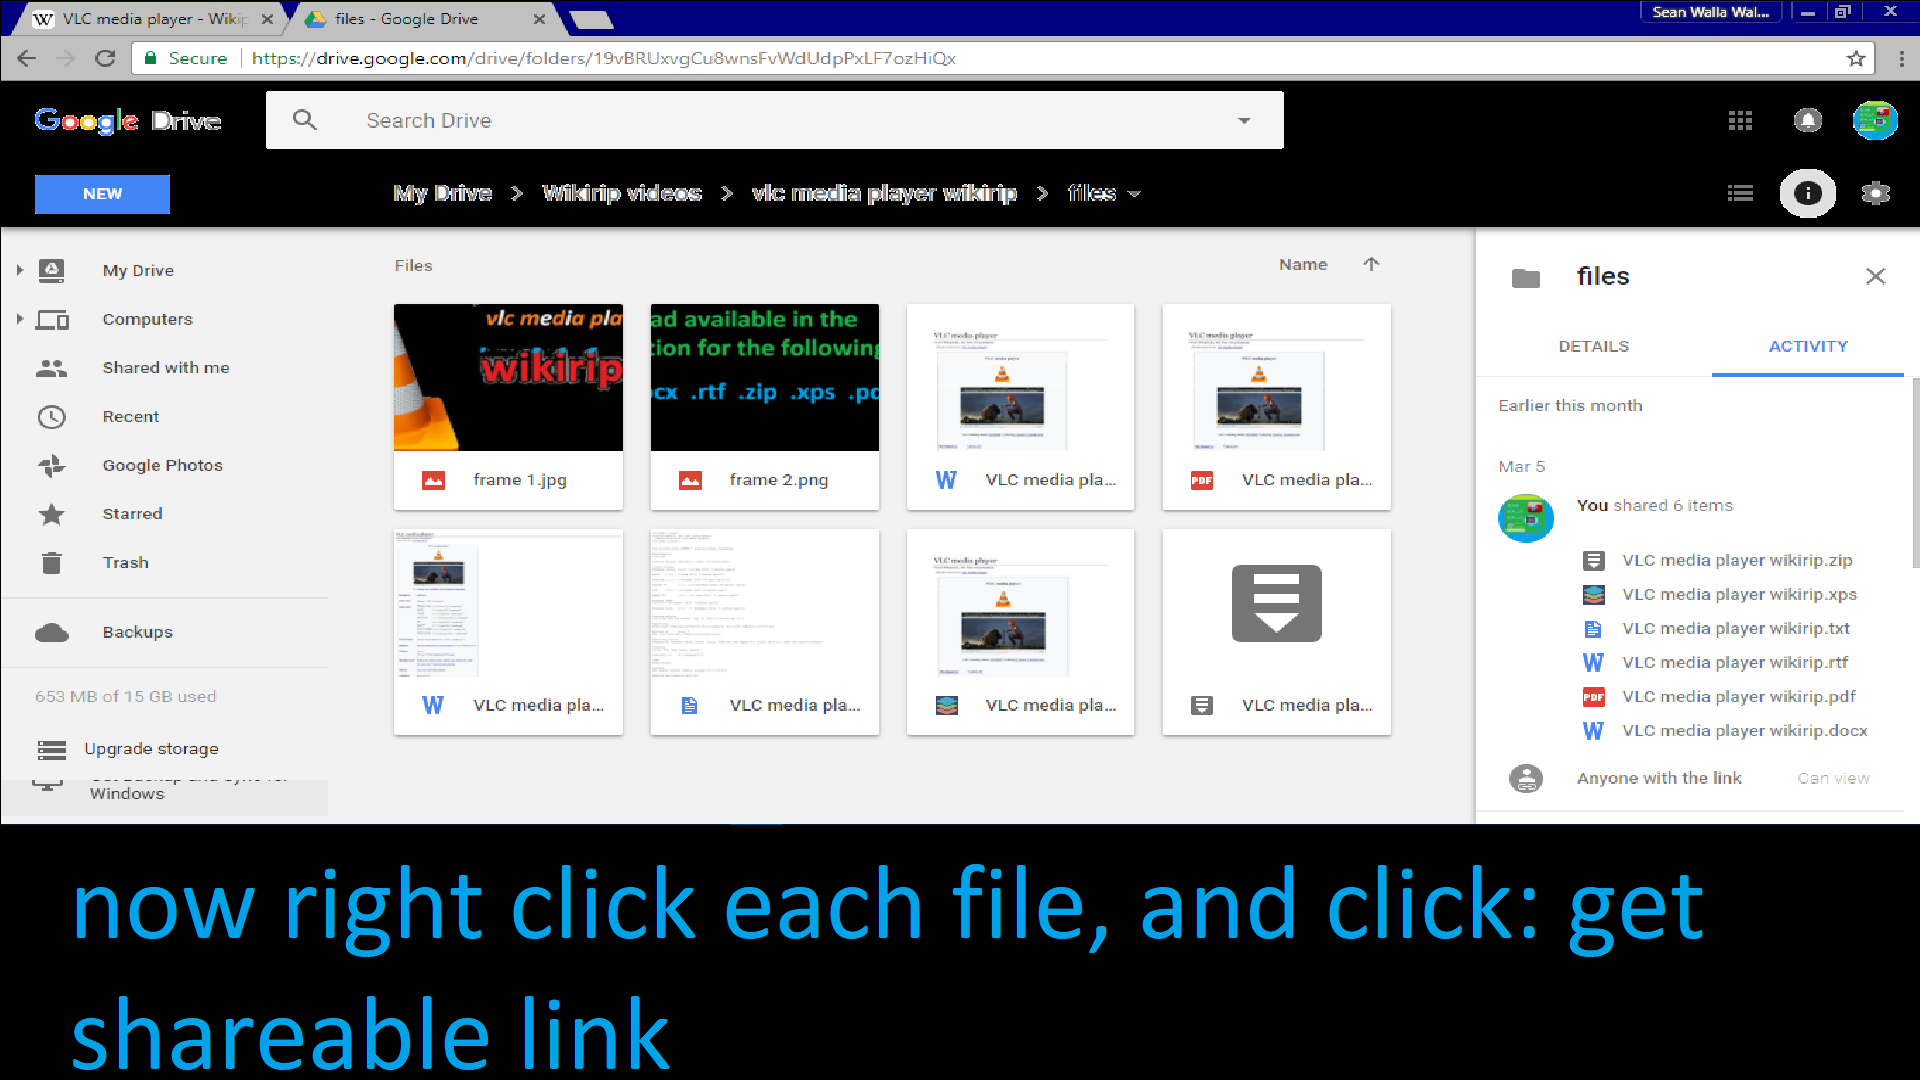 VLC media player - Wikip
files - Google Drive
Sean Walla Wal...
Secure
https://drive.google.com/drive/folders/19vBRUxvgCu8wnsFvWdUdpPxLF7ozHiQx
Google Drive
Search Drive
NEW
My Drive > Wikirip videos > vlc media player wikirip > files
My Drive
Computers
Shared with me
Recent
Google Photos
Starred
Trash
Backups
653 MB of 15 GB used
Upgrade storage
Windows
Files
Name
vlc media pla
wikirip
frame 1.jpg
ad available in the
tion for the following
ocx .rtf .zip .xps .pd
frame 2.png
VLC media player
VLC media pla...
VLC media player
PDF
VLC media pla...
VLC media pla...
VLC media pla...
VLC media player
VLC media pla...
VLC media pla...
files
DETAILS
ACTIVITY
Earlier this month
Mar 5
You shared 6 items
VLC media player wikirip.zip
VLC media player wikirip.xps
VLC media player wikirip.txt
VLC media player wikirip.rtf
PDF
VLC media player wikirip.pdf
VLC media player wikirip.docx
Anyone with the link
Can view
now right click each file, and click: get
shareable link